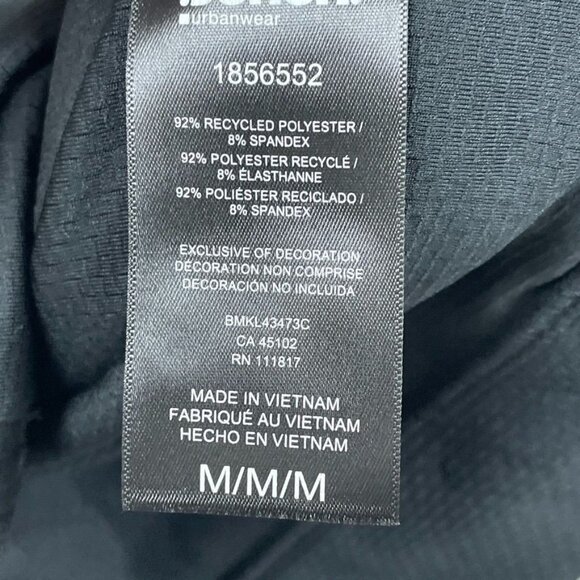 urbanwear
1856552
92% RECYCLED POLYESTER /
8% SPANDEX
92% POLYESTER RECYCLÉ /
8% ÉLASTHANNE
92% POLIÉSTER RECICLADO /
8% SPANDEX
EXCLUSIVE OF DECORATION
DÉCORATION NON COMPRISE
DECORACIÓN NO INCLUIDA
BMKL43473C
CA 45102
RN 111817
MADE IN VIETNAM
FABRIQUÉ AU VIETNAM
HECHO EN VIETNAM
M/M/M